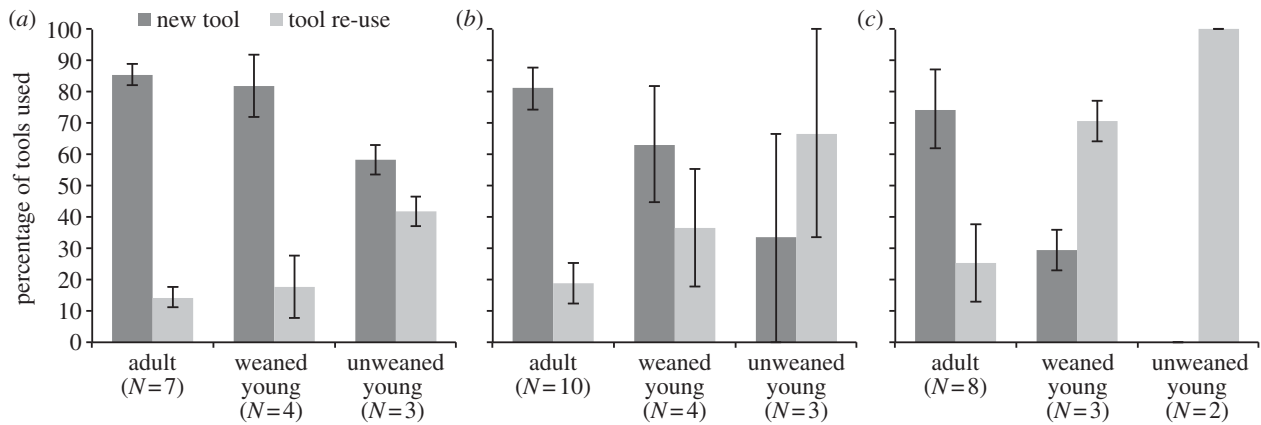 (a) new tool tool re-use (b) (c)
100
90
80
70
60
50
40
30
20
10
0
percentage of tools used
adult weaned unweaned adult weaned unweaned adult weaned unweaned
(N=7) young young (N=10) young young (N=8) young young
(N=4) (N=3) (N=4) (N=3) (N=3) (N=2)